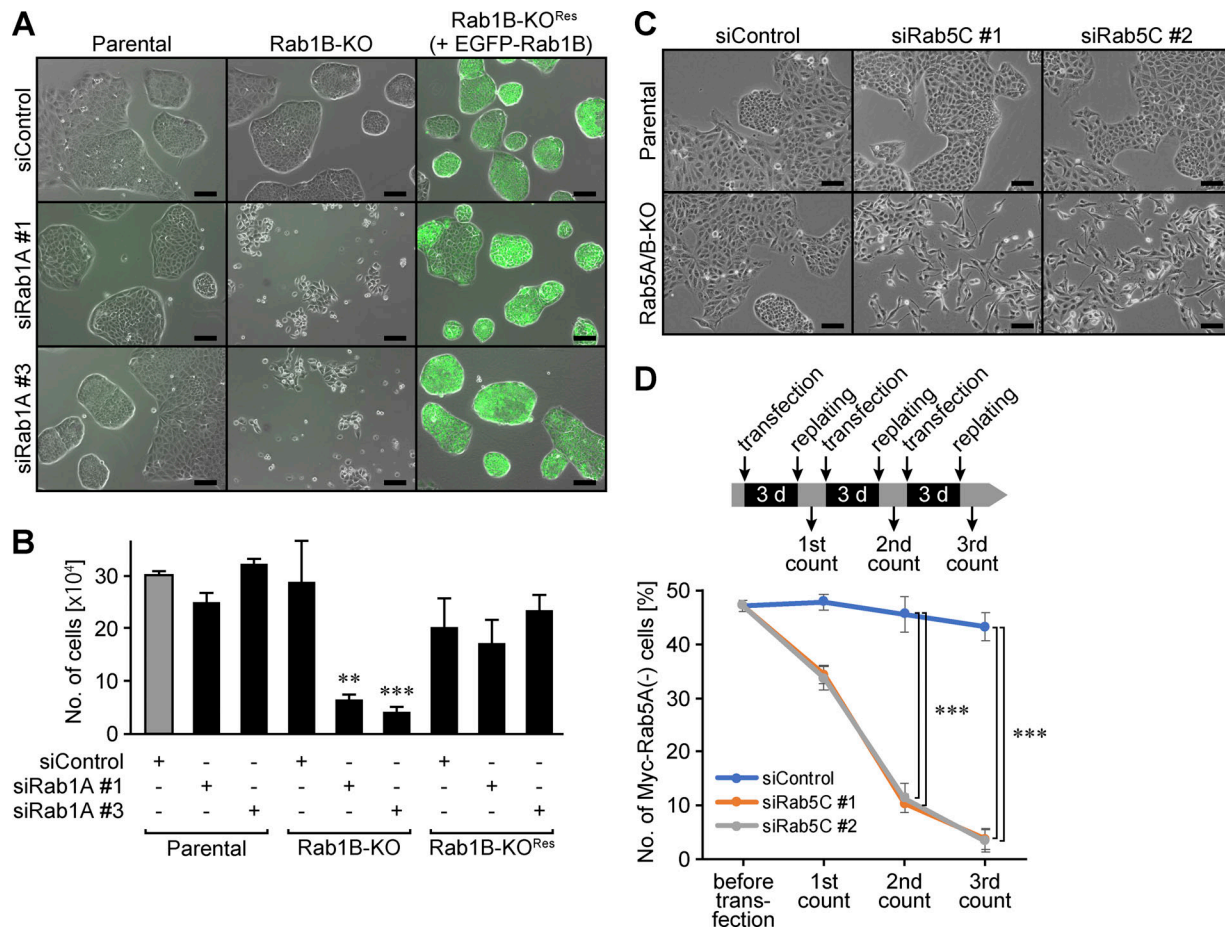 A
Parental
Rab1B-KO
Rab1B-KO^Res
(+ EGFP-Rab1B)
siControl
siRab1A #1
siRab1A #3
B
No. of cells [x10⁴]
30
20
10
0
**
***
siControl + - - + - - + - -
siRab1A #1 - + - - + - - + -
siRab1A #3 - - + - - + - - +
Parental
Rab1B-KO
Rab1B-KO^Res
C
siControl
siRab5C #1
siRab5C #2
Parental
Rab5A/B-KO
D
transfection
replating
transfection
replating
transfection
replating
3 d
3 d
3 d
1st
count
2nd
count
3rd
count
No. of Myc-Rab5A(-) cells [%]
50
40
30
20
10
0
***
***
siControl
siRab5C #1
siRab5C #2
before
trans-
fection
1st
count
2nd
count
3rd
count